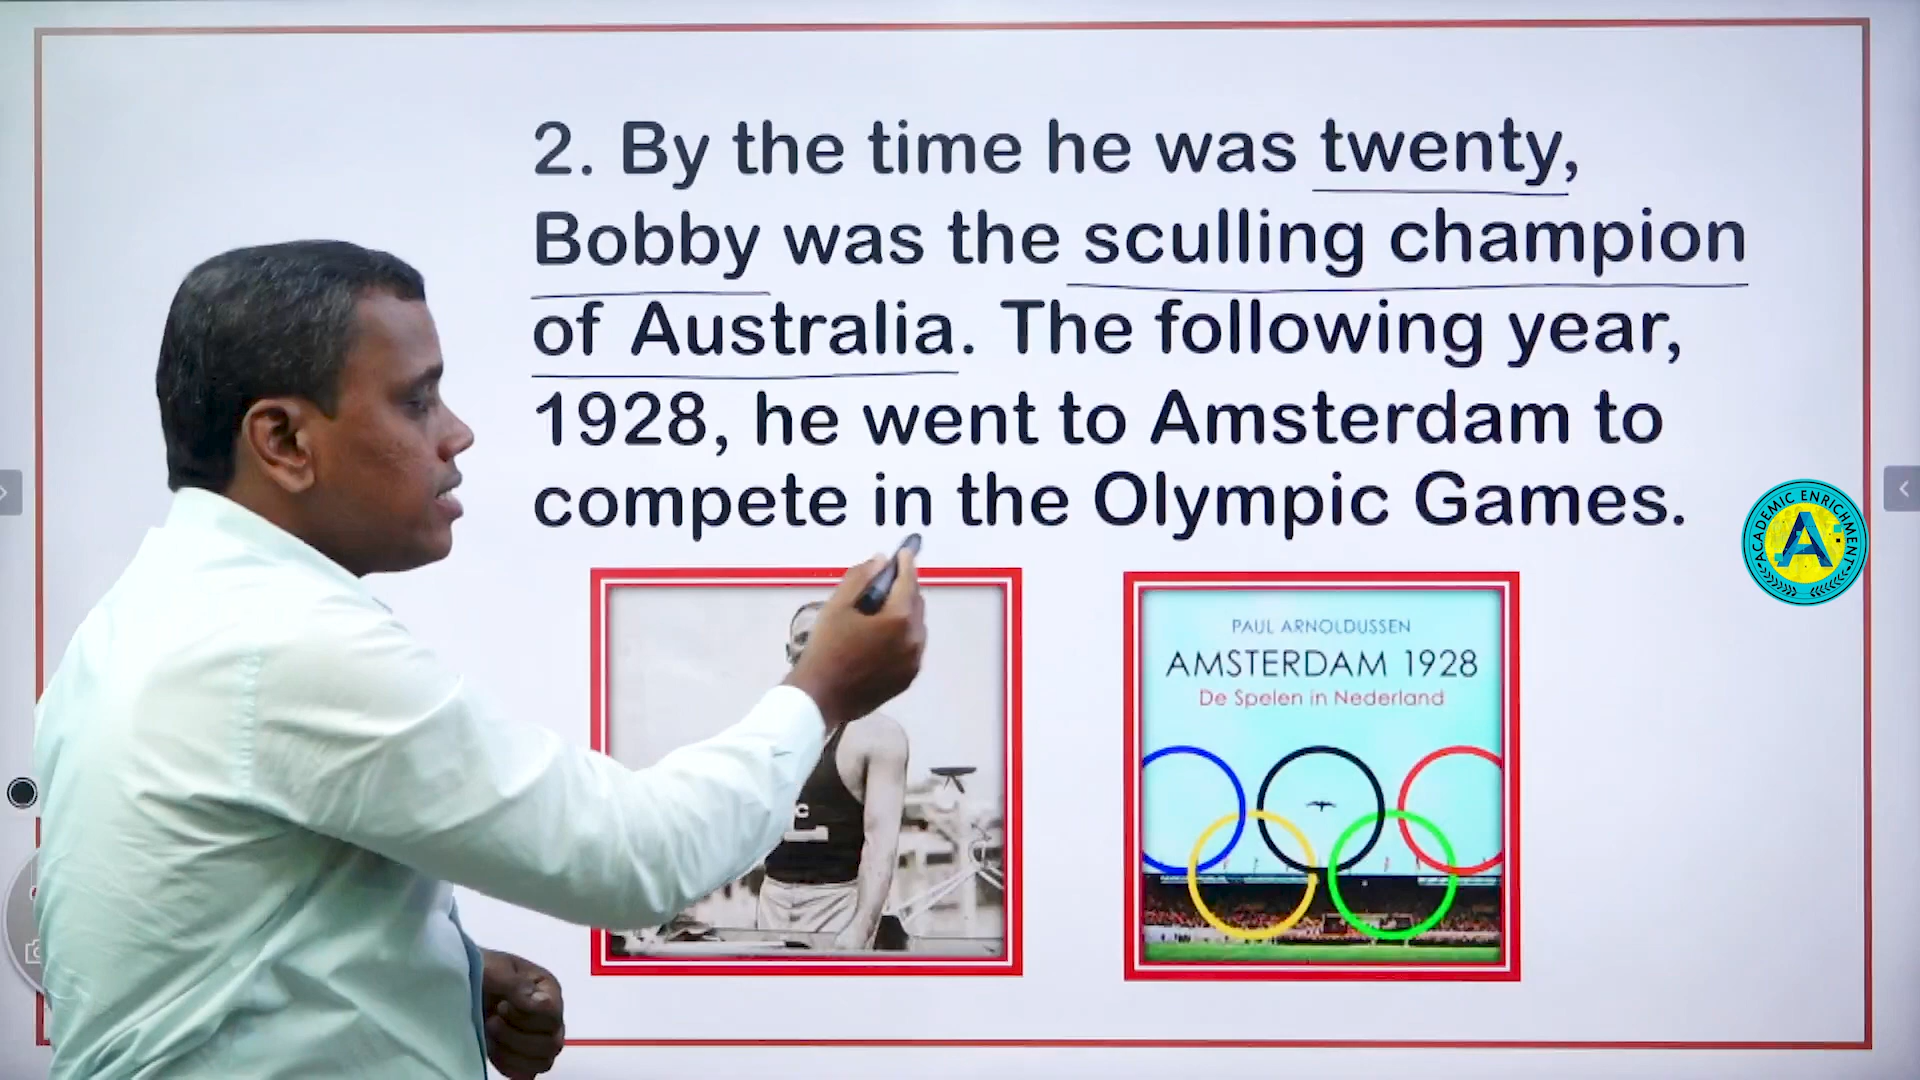 2. By the time he was twenty,
Bobby was the sculling champion
of Australia. The following year,
1928, he went to Amsterdam to
compete in the Olympic Games.
PAUL ARNOLDUSSEN
AMSTERDAM 1928
De Spelen in Nederland
ACADEMIC ENRICHMENT
A
C